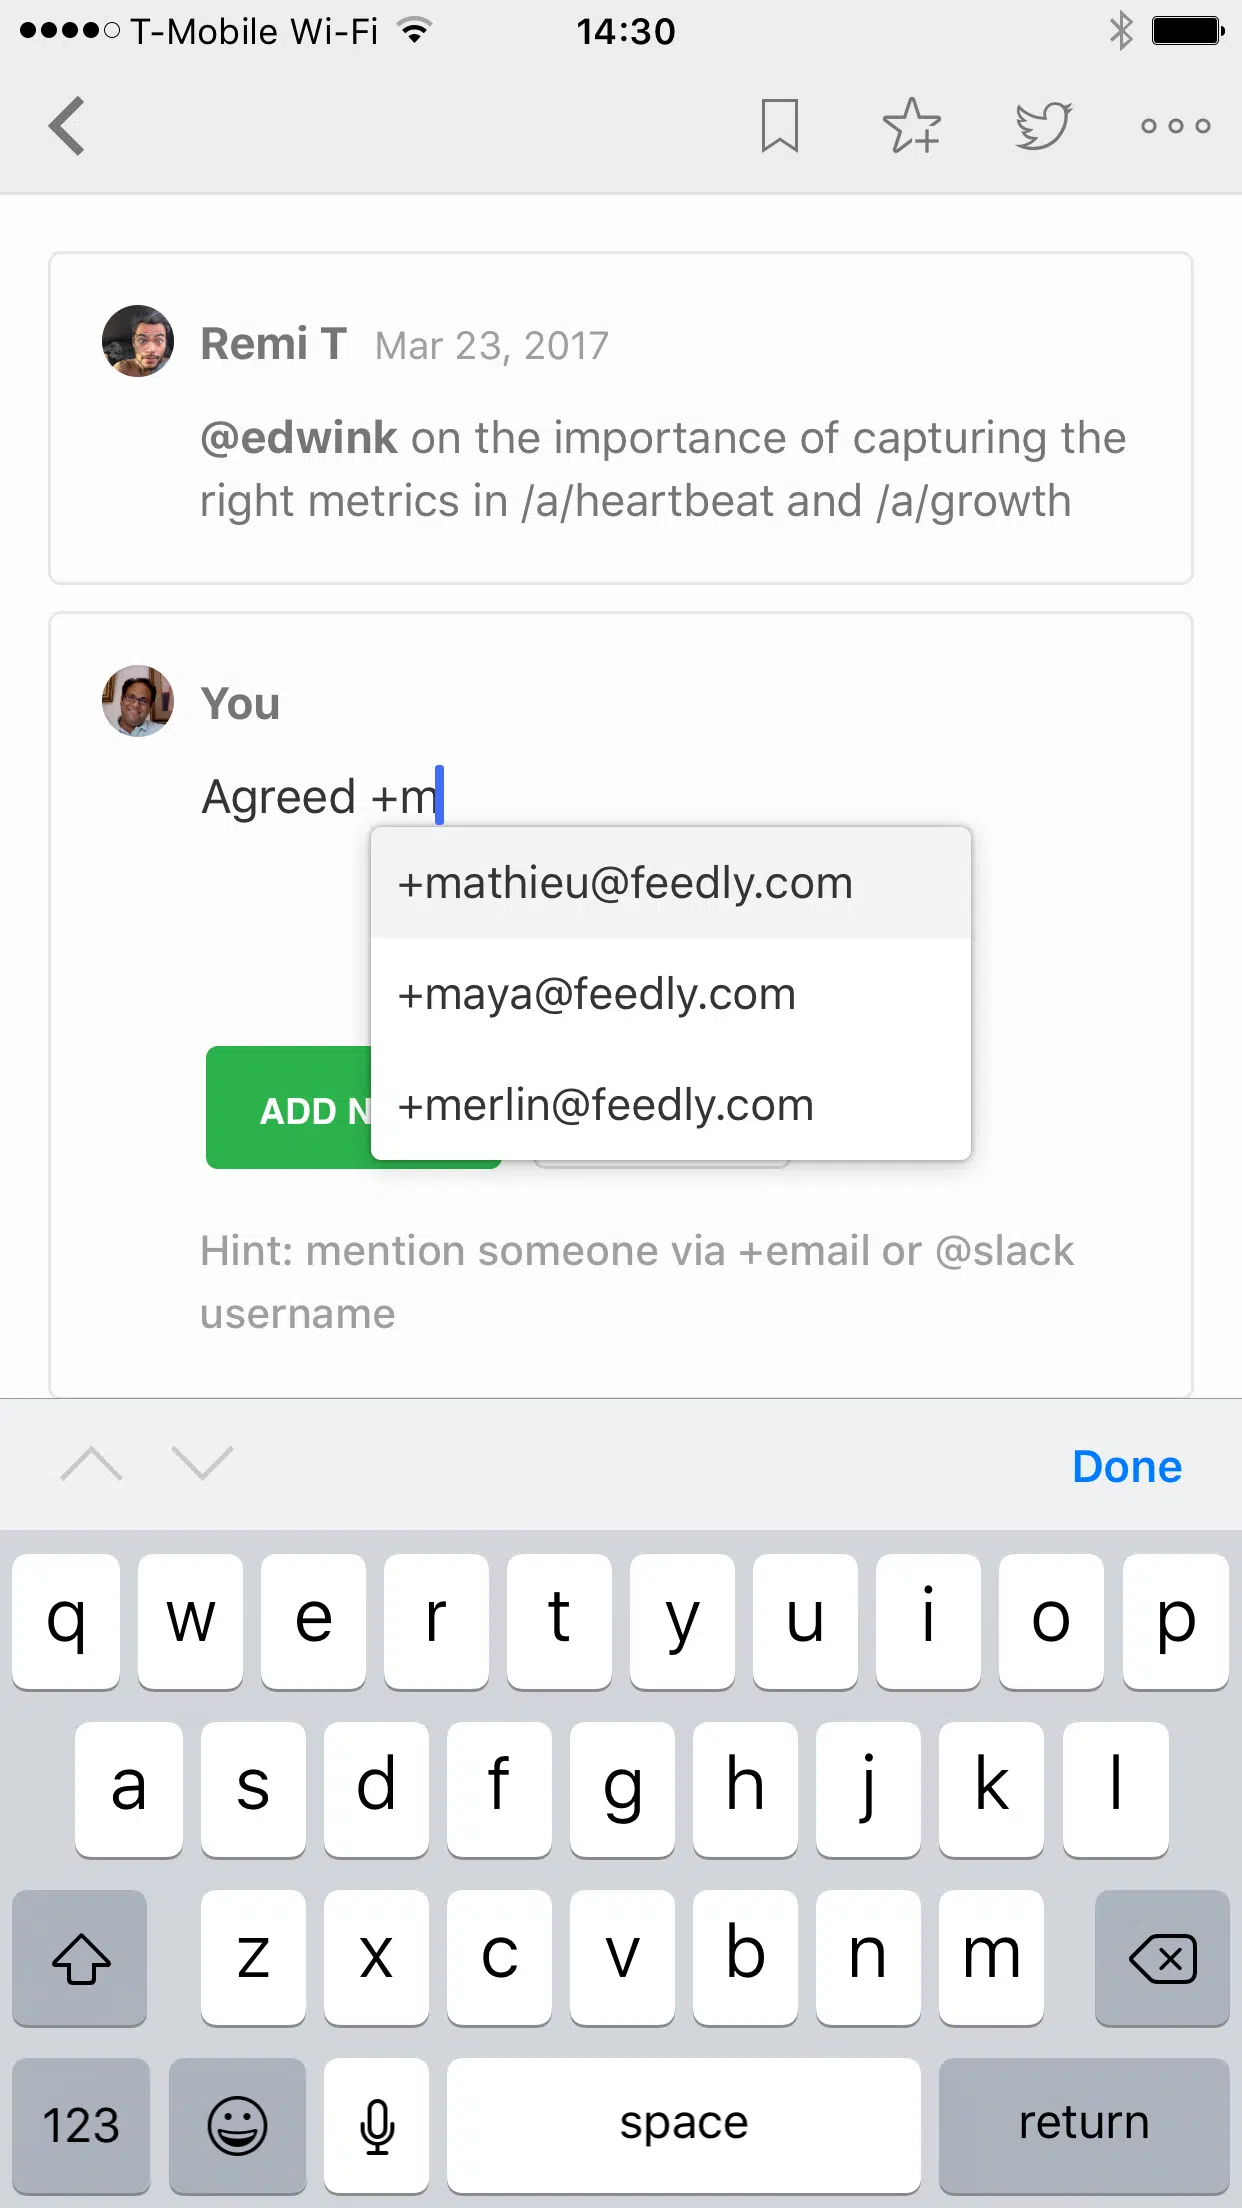 T-Mobile Wi-Fi 14:30
Remi T Mar 23, 2017
@edwink on the importance of capturing the
right metrics in /a/heartbeat and /a/growth
You
Agreed +m
+mathieu@feedly.com
+maya@feedly.com
ADD N
+merlin@feedly.com
Hint: mention someone via +email or @slack
username
Done
q w e r t y u i o p
a s d f g h j k l
z x c v b n m
123 space return